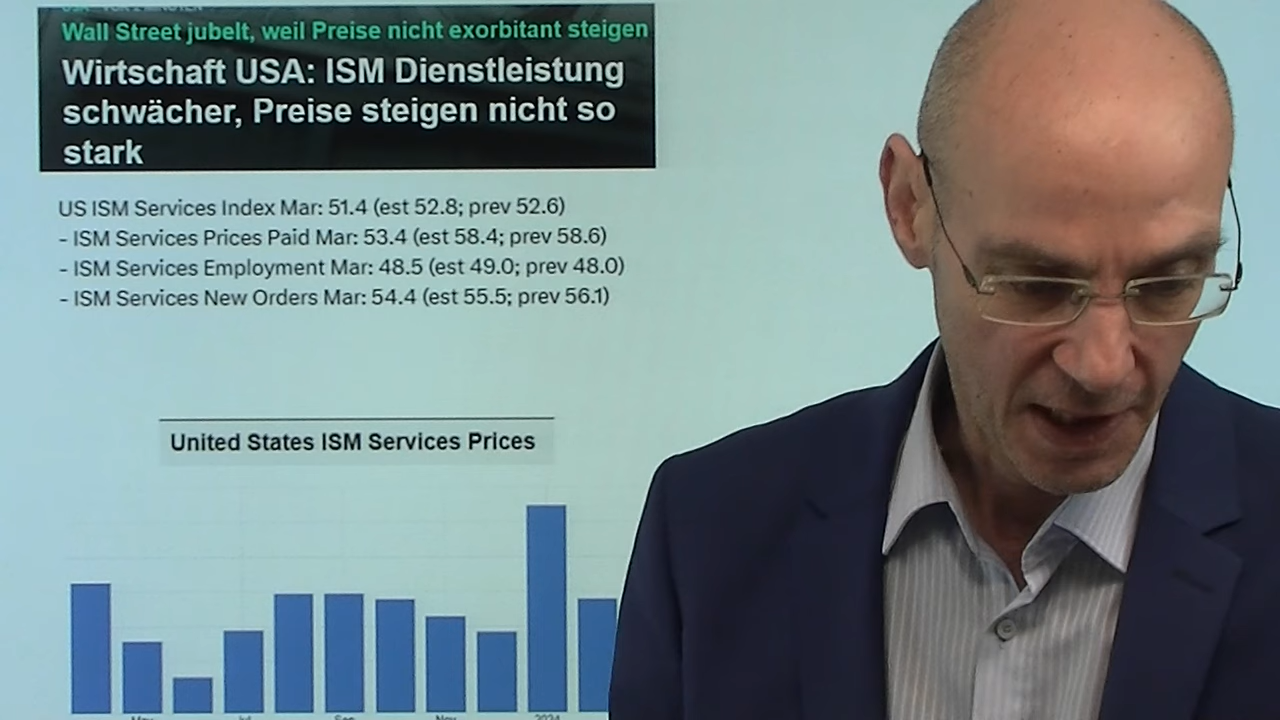 Wall Street jubelt, weil Preise nicht exorbitant steigen
Wirtschaft USA: ISM Dienstleistung
schwächer, Preise steigen nicht so
stark
US ISM Services Index Mar: 51.4 (est 52.8; prev 52.6)
- ISM Services Prices Paid Mar: 53.4 (est 58.4; prev 58.6)
- ISM Services Employment Mar: 48.5 (est 49.0; prev 48.0)
- ISM Services New Orders Mar: 54.4 (est 55.5; prev 56.1)
United States ISM Services Prices